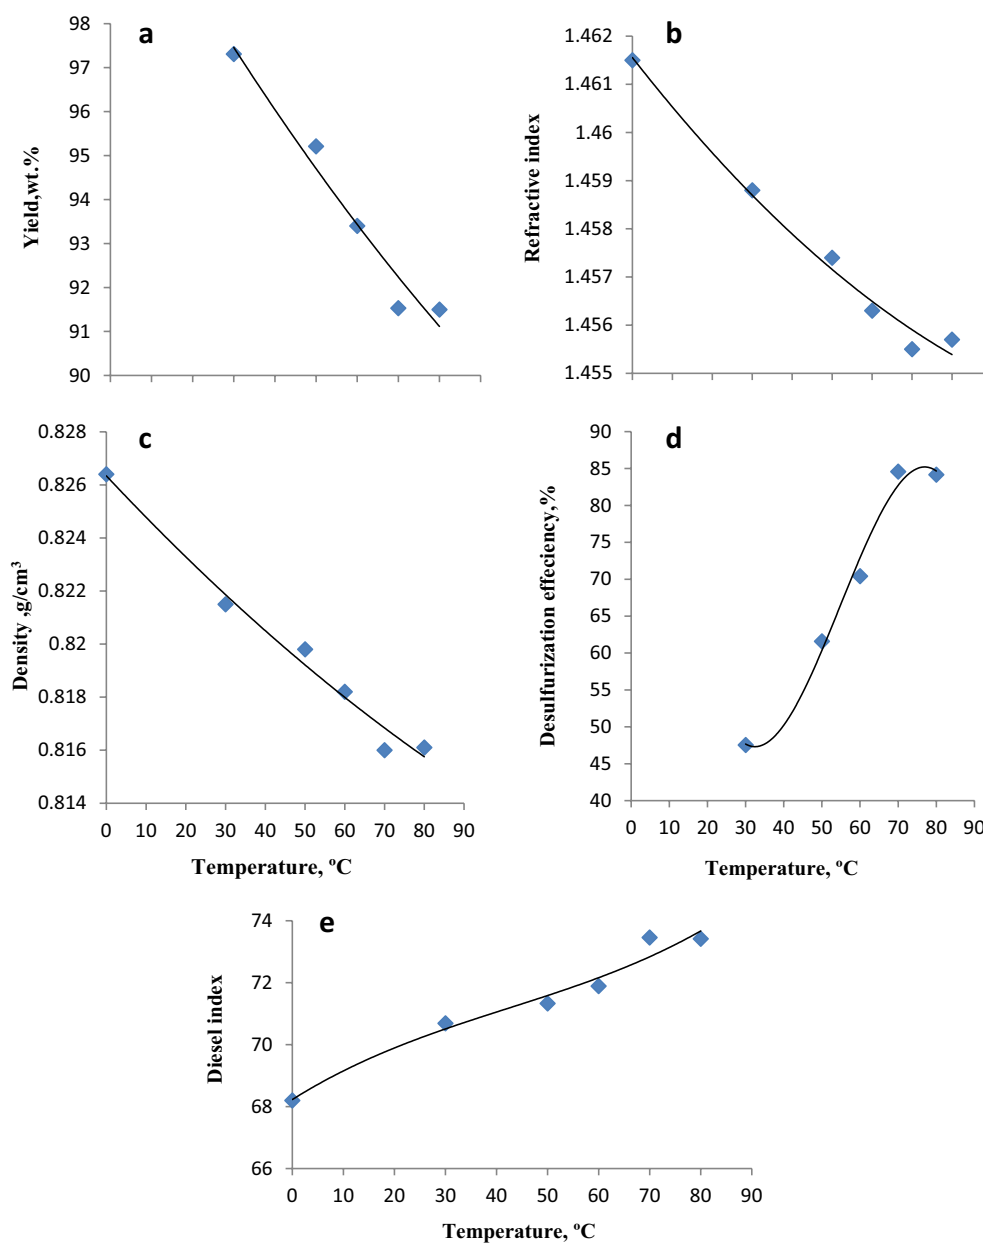 a
98
97
96
95
94
93
92
91
90
Yield,wt.%
b
1.462
1.461
1.46
1.459
1.458
1.457
1.456
1.455
Refractive index
c
0.828
0.826
0.824
0.822
0.82
0.818
0.816
0.814
Density ,g/cm³
0 10 20 30 40 50 60 70 80 90
Temperature, ºC
d
90
85
80
75
70
65
60
55
50
45
40
Desulfurization effeciency,%
0 10 20 30 40 50 60 70 80 90
Temperature, ºC
e
74
72
70
68
66
Diesel index
0 10 20 30 40 50 60 70 80 90
Temperature, ºC